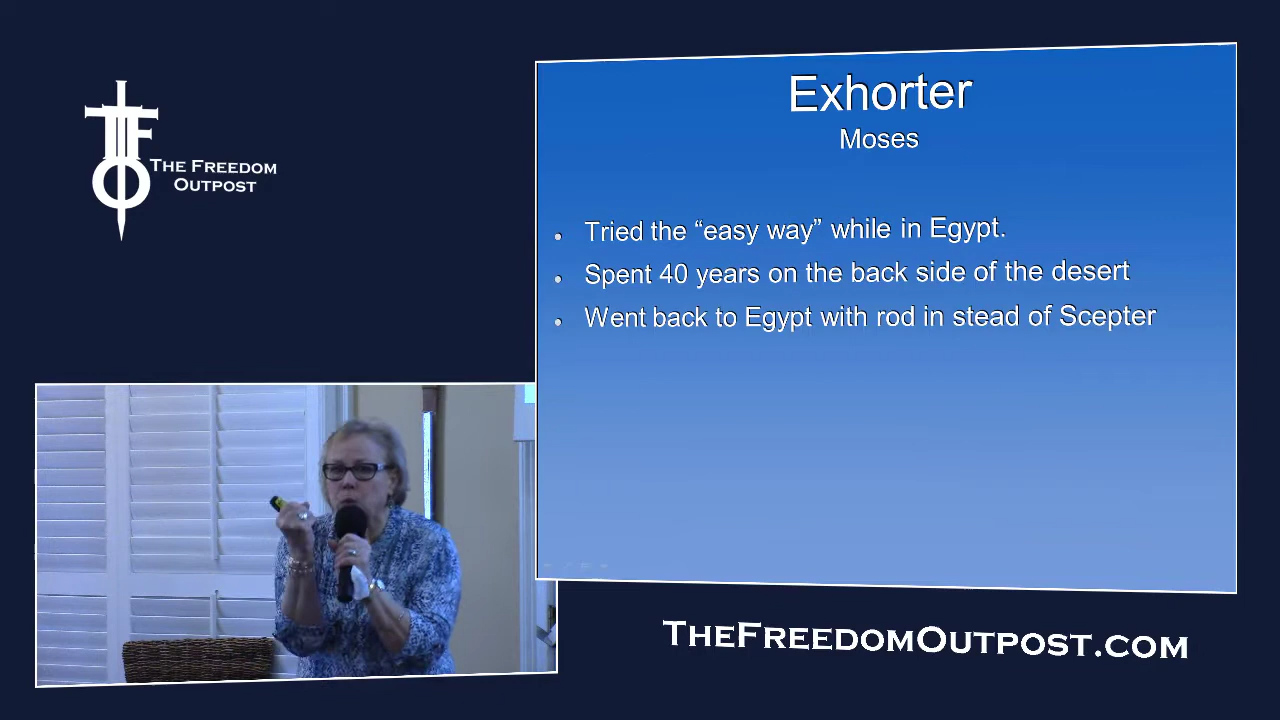 THE FREEDOM
OUTPOST
Exhorter
Moses
Tried the “easy way” while in Egypt.
Spent 40 years on the back side of the desert
Went back to Egypt with rod in stead of Scepter
THEFREEDOMOUTPOST.COM